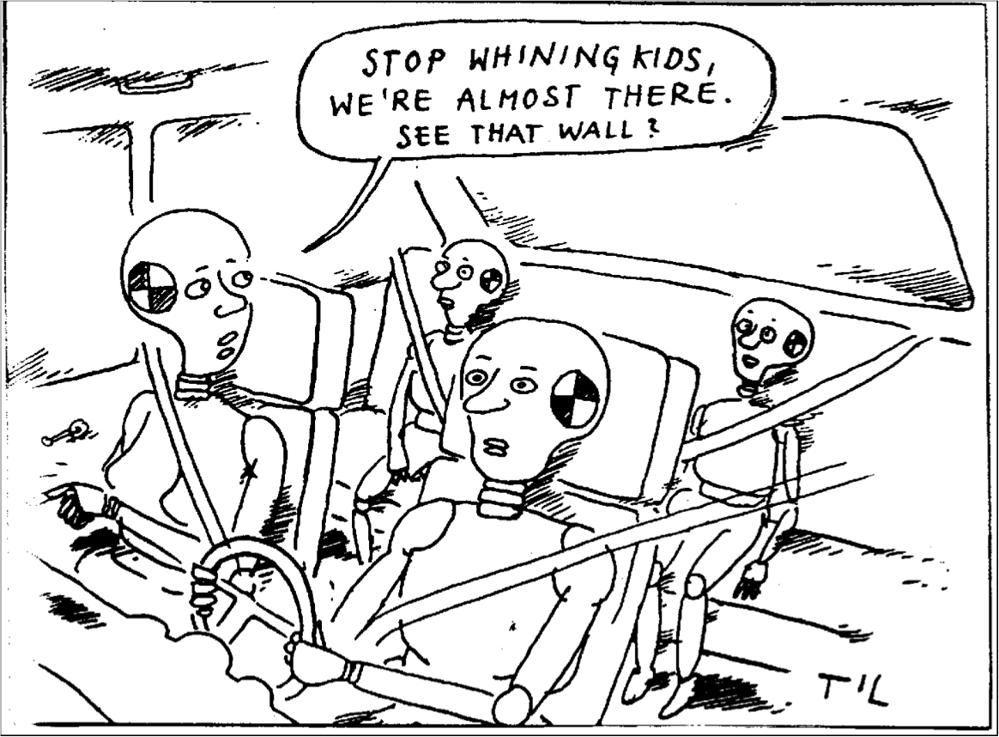 STOP WHINING KIDS,
WE'RE ALMOST THERE.
SEE THAT WALL?
T'L